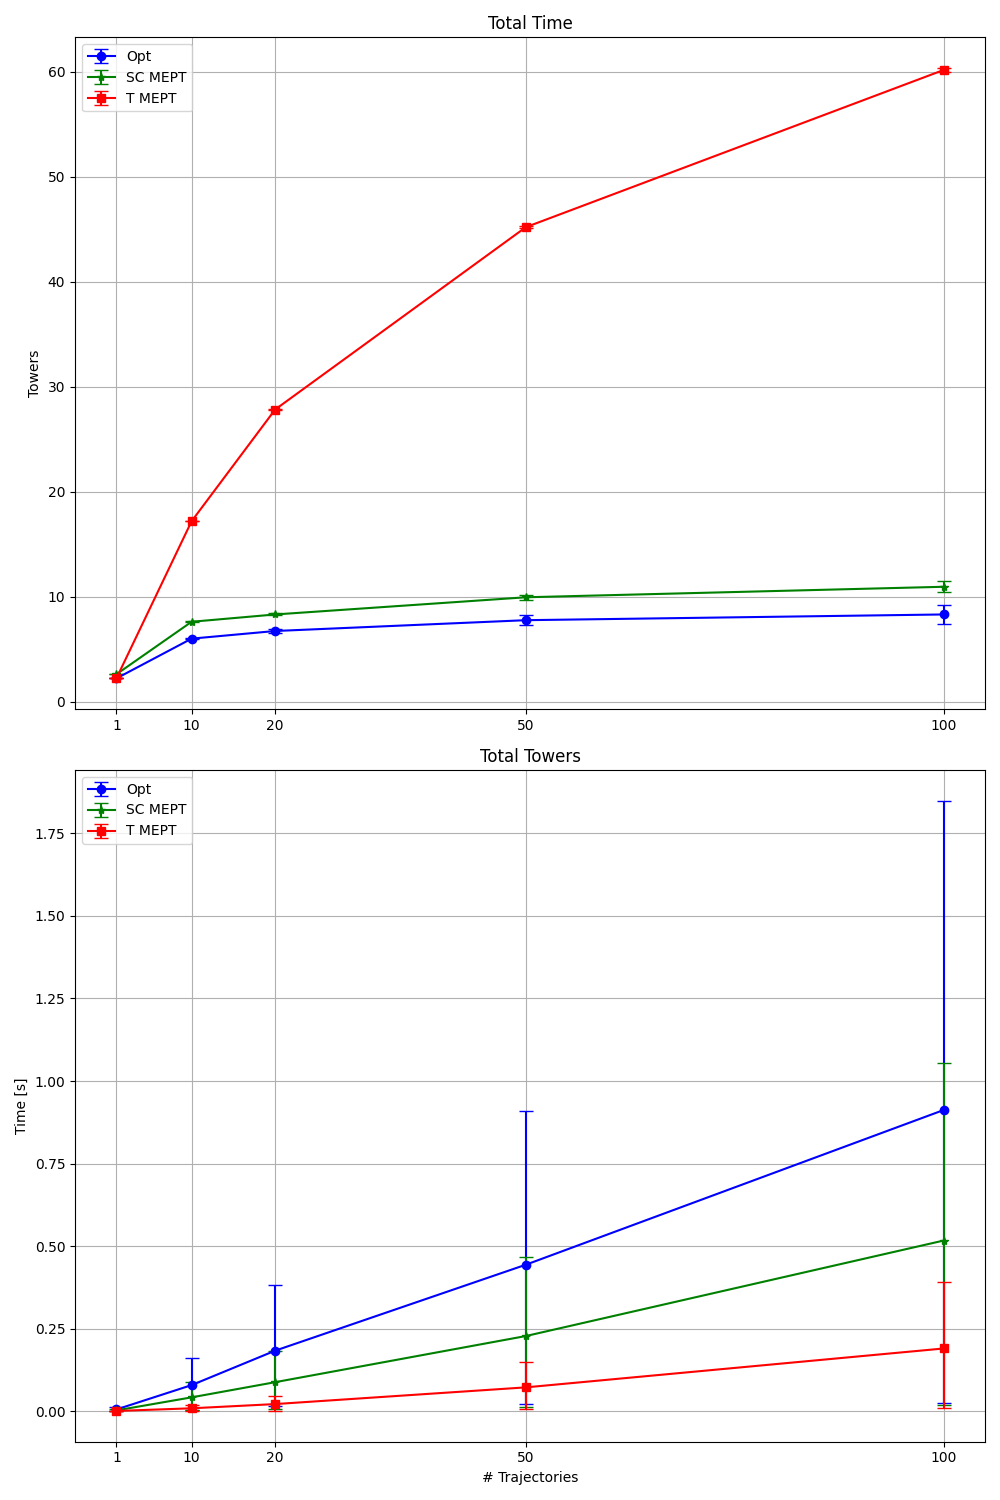 Total Time
Opt
SC MEPT
T MEPT
60
50
40
30
20
10
0
Towers
1 10 20 50 100
Total Towers
Opt
SC MEPT
T MEPT
1.75
1.50
1.25
1.00
0.75
0.50
0.25
0.00
Time [s]
1 10 20 50 100
# Trajectories